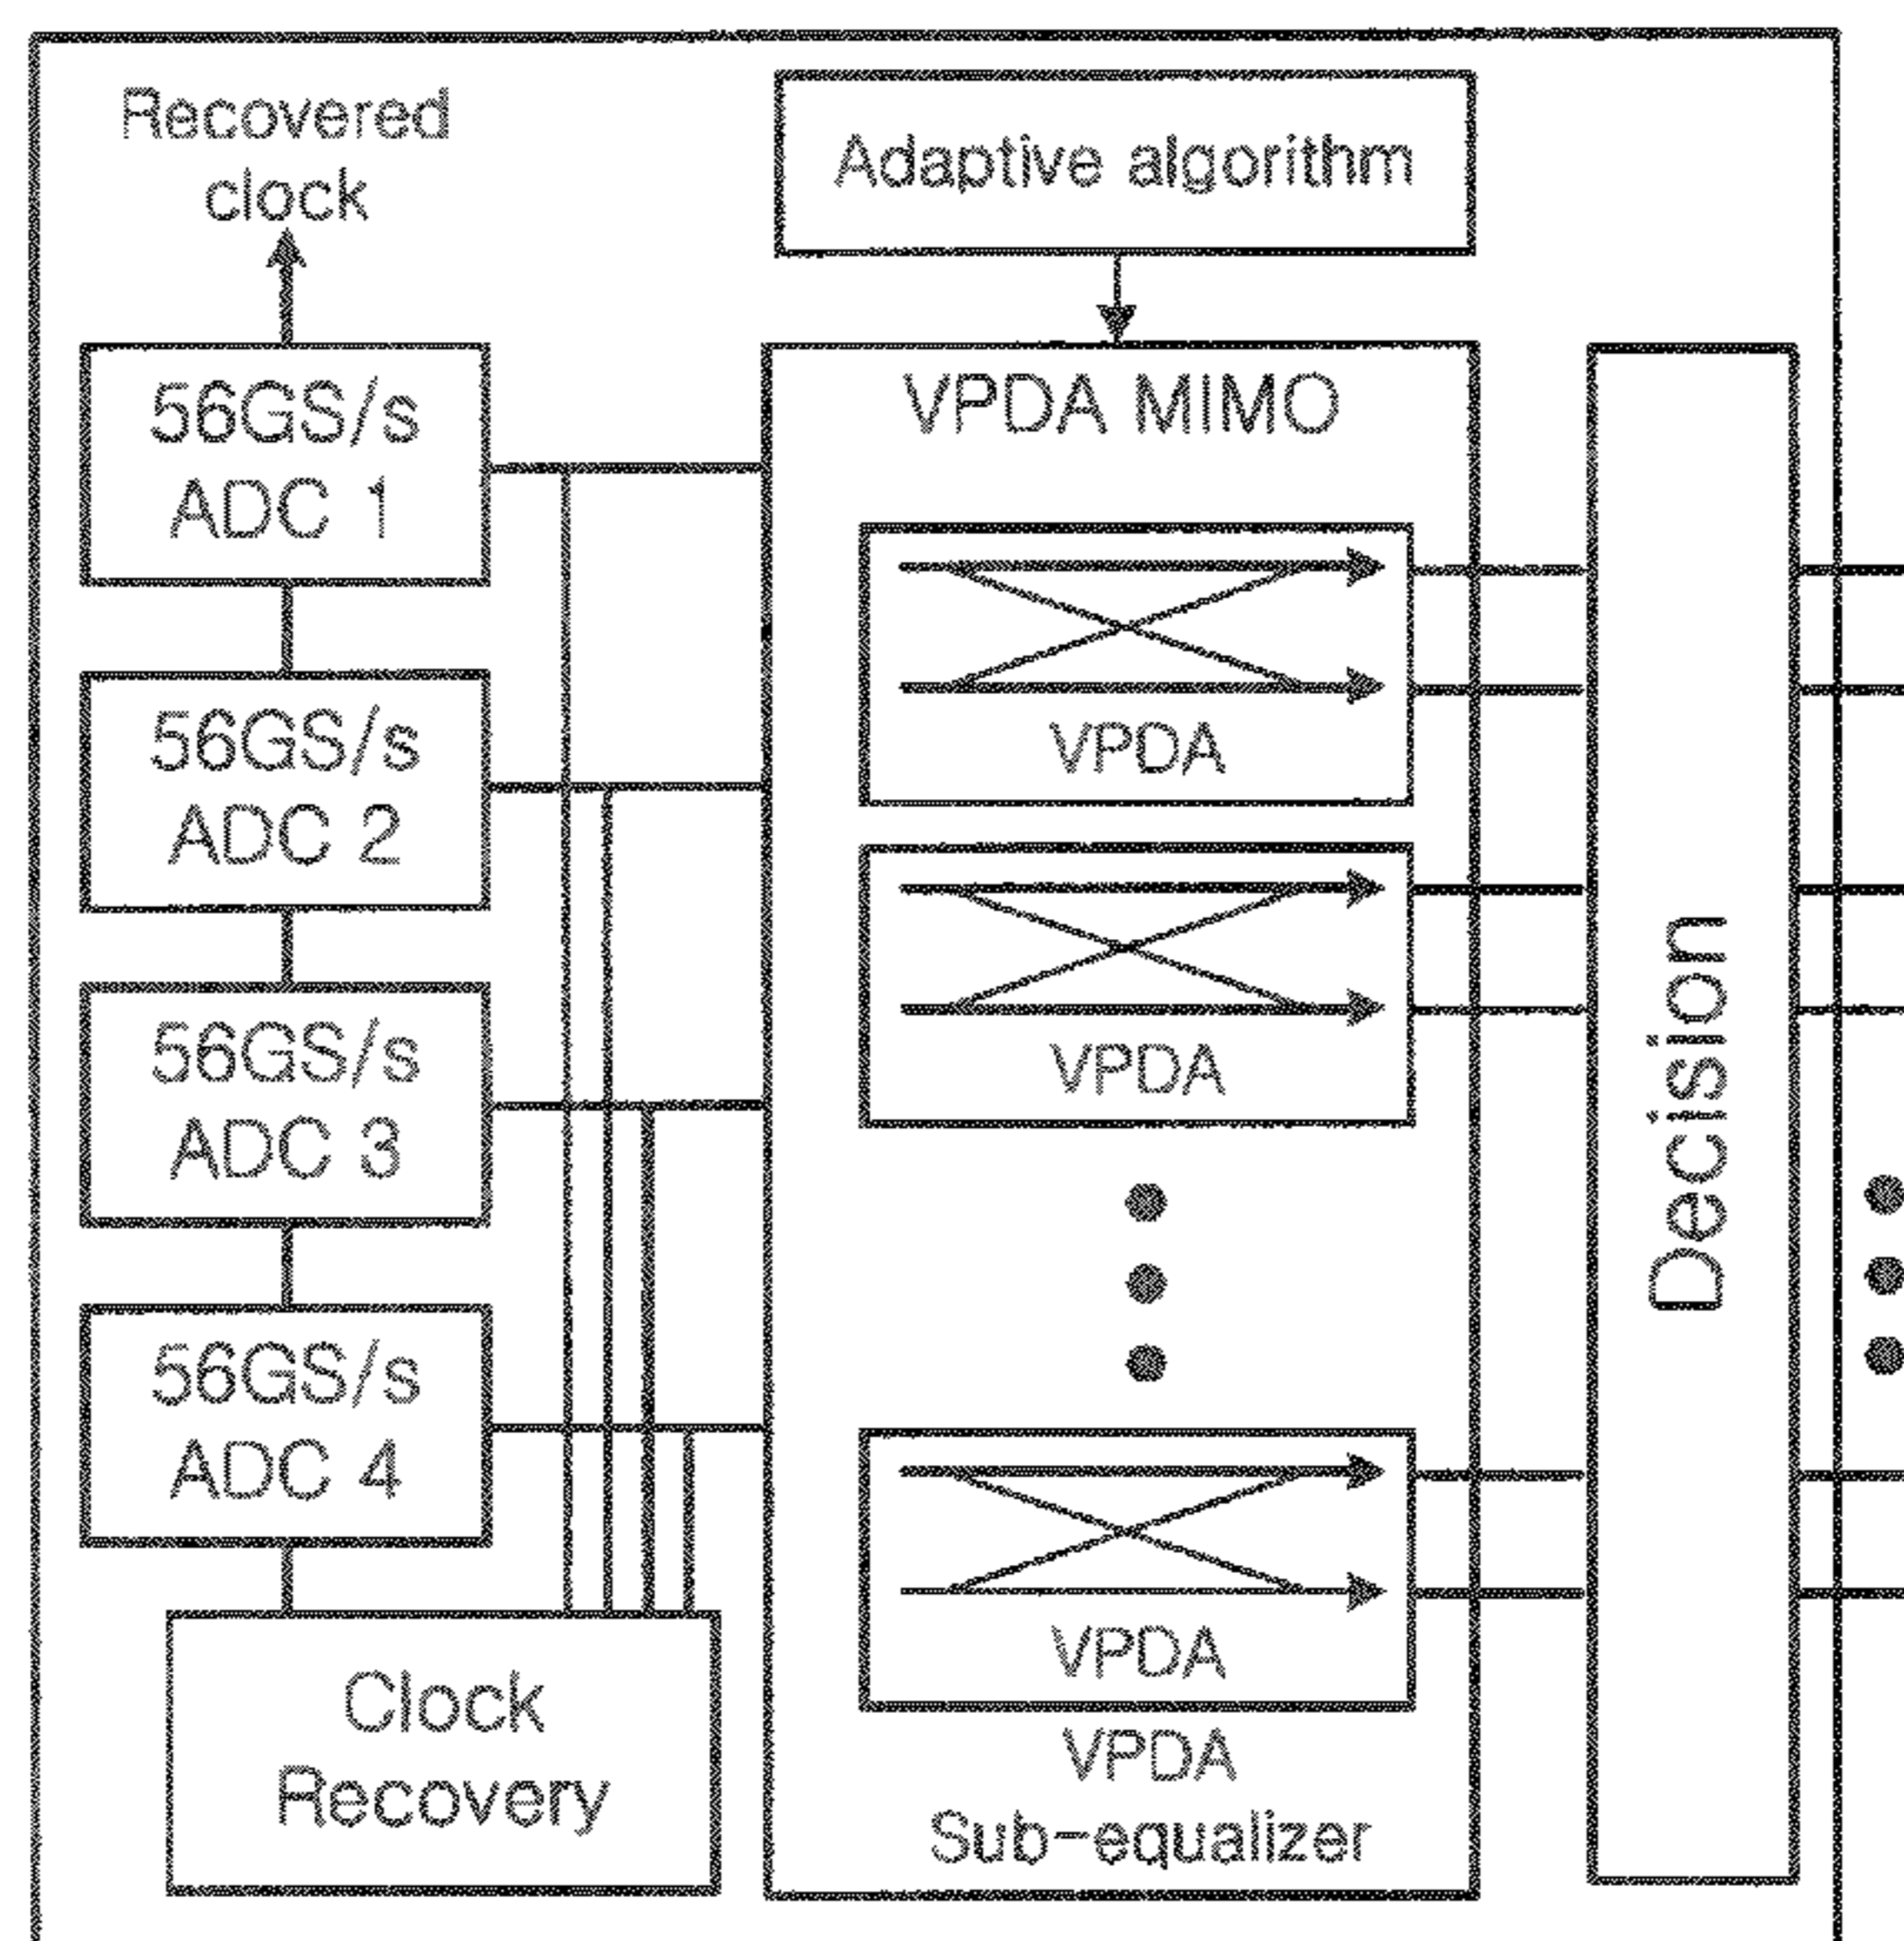 Recovered
clock
Adaptive algorithm
56GS/s
ADC 1
56GS/s
ADC 2
56GS/s
ADC 3
56GS/s
ADC 4
Clock
Recovery
VPDA MIMO
VPDA
VPDA
VPDA
VPDA
Sub-equalizer
Decision